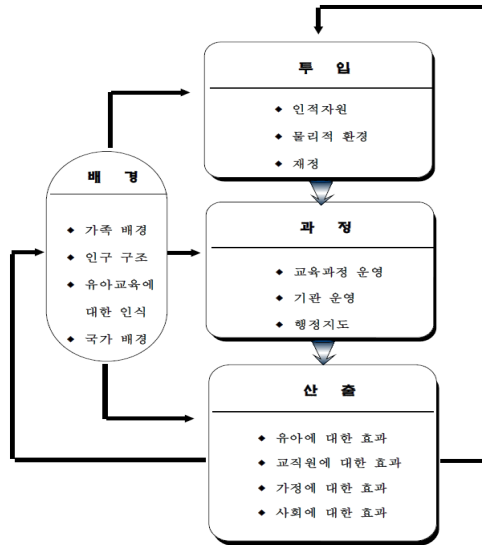 투 입
◆ 인적자원
◆ 물리적 환경
◆ 재정
배 경
◆ 가족 배경
◆ 인구 구조
◆ 유아교육에
대한 인식
◆ 국가 배경
과 정
◆ 교육과정 운영
◆ 기관 운영
◆ 행정지도
산 출
◆ 유아에 대한 효과
◆ 교직원에 대한 효과
◆ 가정에 대한 효과
◆ 사회에 대한 효과